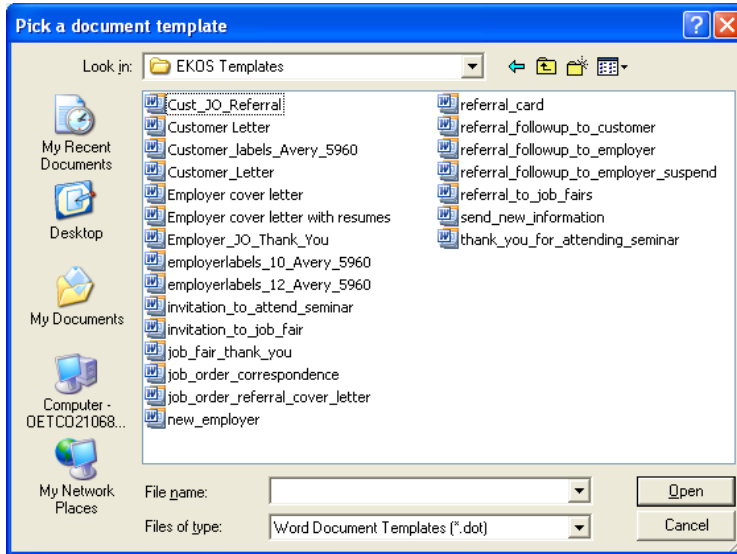 Pick a document template
Look in: EKOS Templates
My Recent
Documents
Desktop
My Documents
Computer -
OETCO21068...
My Network
Places
Cust_JO_Referral
Customer Letter
Customer_labels_Avery_5960
Customer_Letter
Employer cover letter
Employer cover letter with resumes
Employer_JO_Thank_You
employerlabels_10_Avery_5960
employerlabels_12_Avery_5960
invitation_to_attend_seminar
invitation_to_job_fair
job_fair_thank_you
job_order_correspondence
job_order_referral_cover_letter
new_employer
referral_card
referral_followup_to_customer
referral_followup_to_employer
referral_followup_to_employer_suspend
referral_to_job_fairs
send_new_information
thank_you_for_attending_seminar
File name:
Open
Files of type: Word Document Templates (*.dot)
Cancel